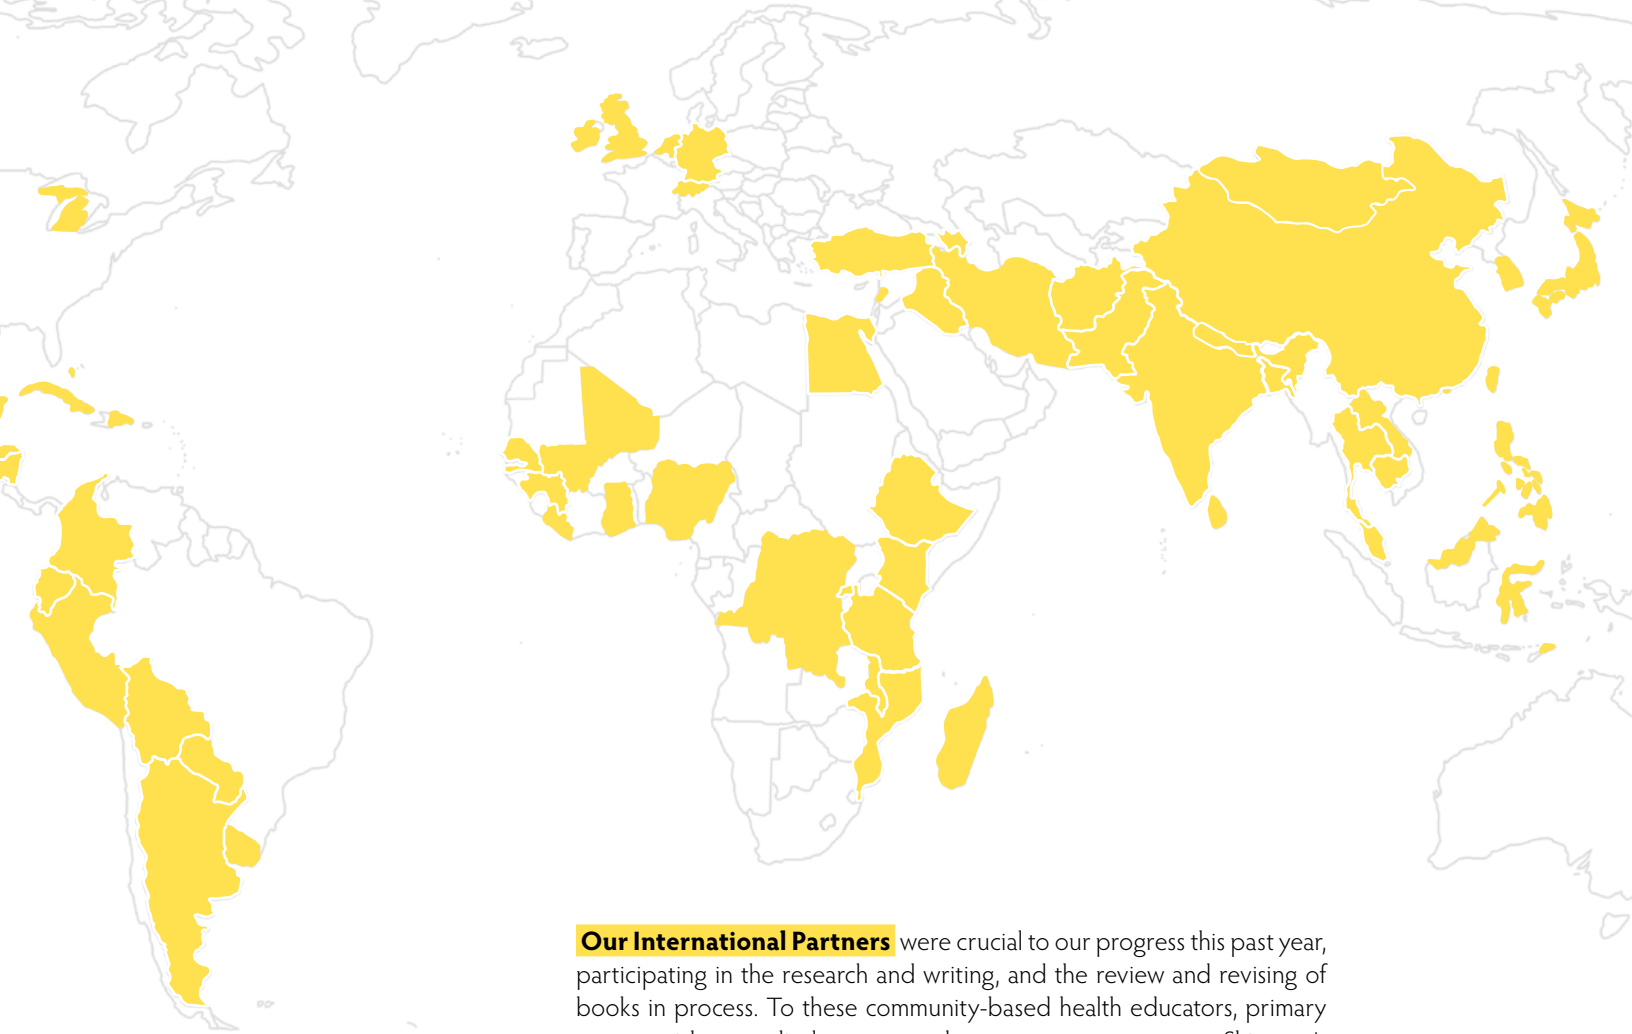 Our International Partners were crucial to our progress this past year,
participating in the research and writing, and the review and revising of
books in process. To these community-based health educators, primary